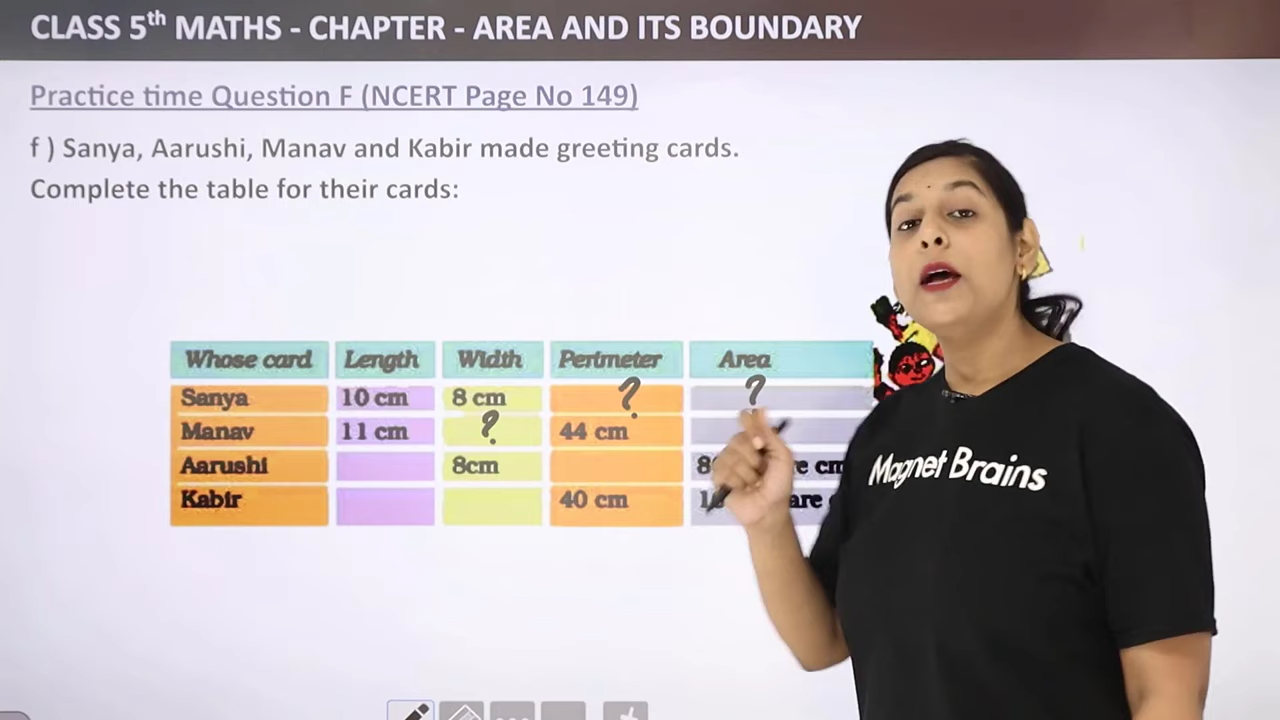 CLASS 5th MATHS - CHAPTER - AREA AND ITS BOUNDARY
Practice time Question F (NCERT Page No 149)
f ) Sanya, Aarushi, Manav and Kabir made greeting cards.
Complete the table for their cards:
Whose card Length Width Perimeter Area
Sanya 10 cm 8 cm ? ?
Manav 11 cm ? 44 cm
Aarushi 8cm
Kabir 40 cm
Magnet Brains